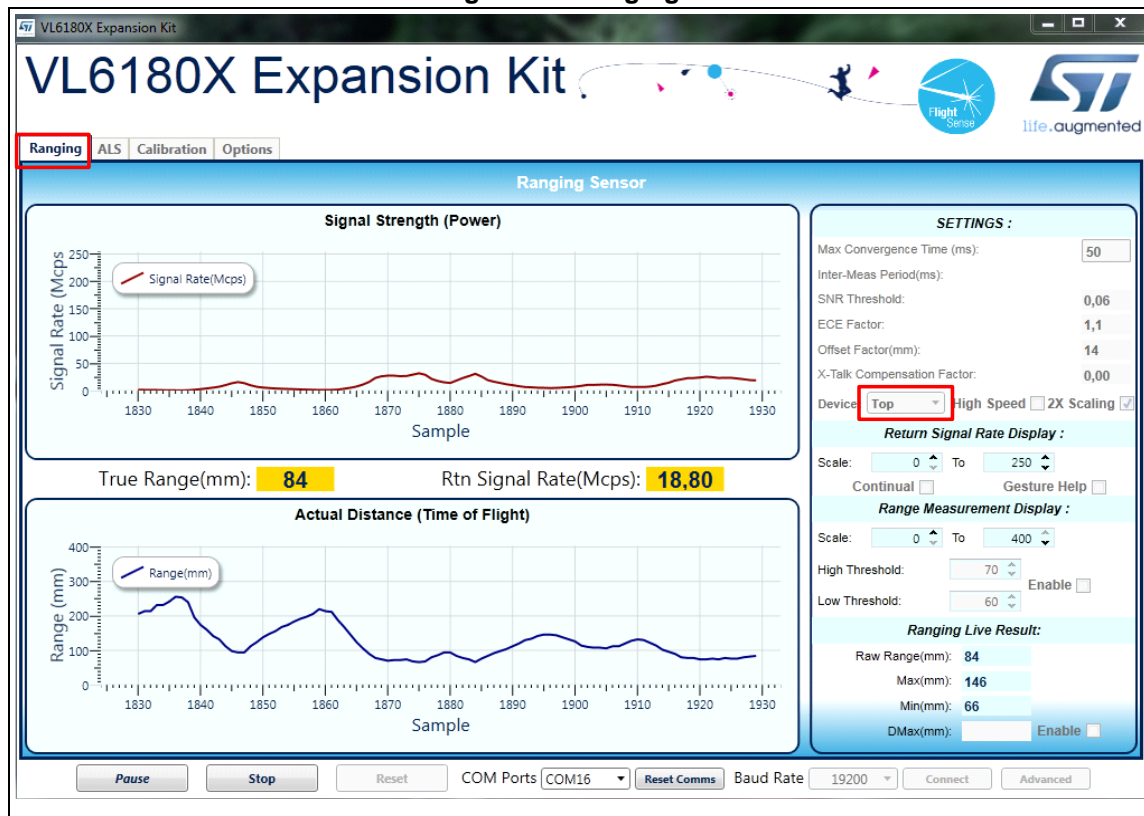 VL6180X Expansion Kit
VL6180X Expansion Kit
Flight
Sense
life.augmented
Ranging ALS Calibration Options
Ranging Sensor
Signal Strength (Power)
Signal Rate (Mcps
250
200
150
100
50
0
Signal Rate(Mcps)
1830 1840 1850 1860 1870 1880 1890 1900 1910 1920 1930
Sample
True Range(mm): 84 Rtn Signal Rate(Mcps): 18,80
Actual Distance (Time of Flight)
Range (mm)
400
300
200
100
0
Range(mm)
1830 1840 1850 1860 1870 1880 1890 1900 1910 1920 1930
Sample
SETTINGS :
Max Convergence Time (ms): 50
Inter-Meas Period(ms):
SNR Threshold: 0,06
ECE Factor: 1,1
Offset Factor(mm): 14
X-Talk Compensation Factor: 0,00
Device Top High Speed 2X Scaling
Return Signal Rate Display :
Scale: 0 To 250
Continual Gesture Help
Range Measurement Display :
Scale: 0 To 400
High Threshold: 70
Enable
Low Threshold: 60
Ranging Live Result:
Raw Range(mm): 84
Max(mm): 146
Min(mm): 66
DMax(mm): Enable
Pause Stop Reset COM Ports COM16 Reset Comms Baud Rate 19200 Connect Advanced